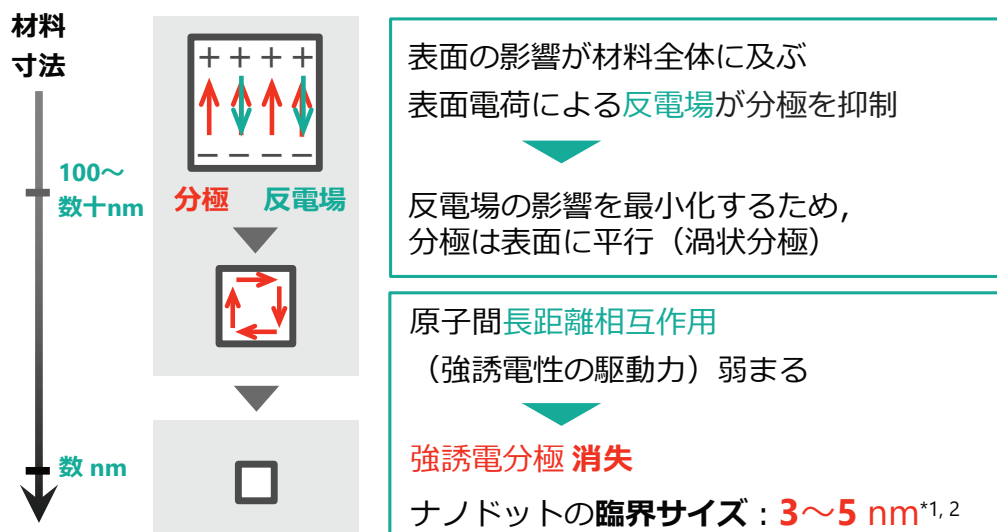 材料
寸法
100～
数十nm
数 nm
＋＋＋＋
－－－－
分極 反電場
表面の影響が材料全体に及ぶ
表面電荷による反電場が分極を抑制
反電場の影響を最小化するため，
分極は表面に平行（渦状分極）
原子間長距離相互作用
（強誘電性の駆動力）弱まる
強誘電分極 消失
ナノドットの臨界サイズ：3～5 nm*1, 2